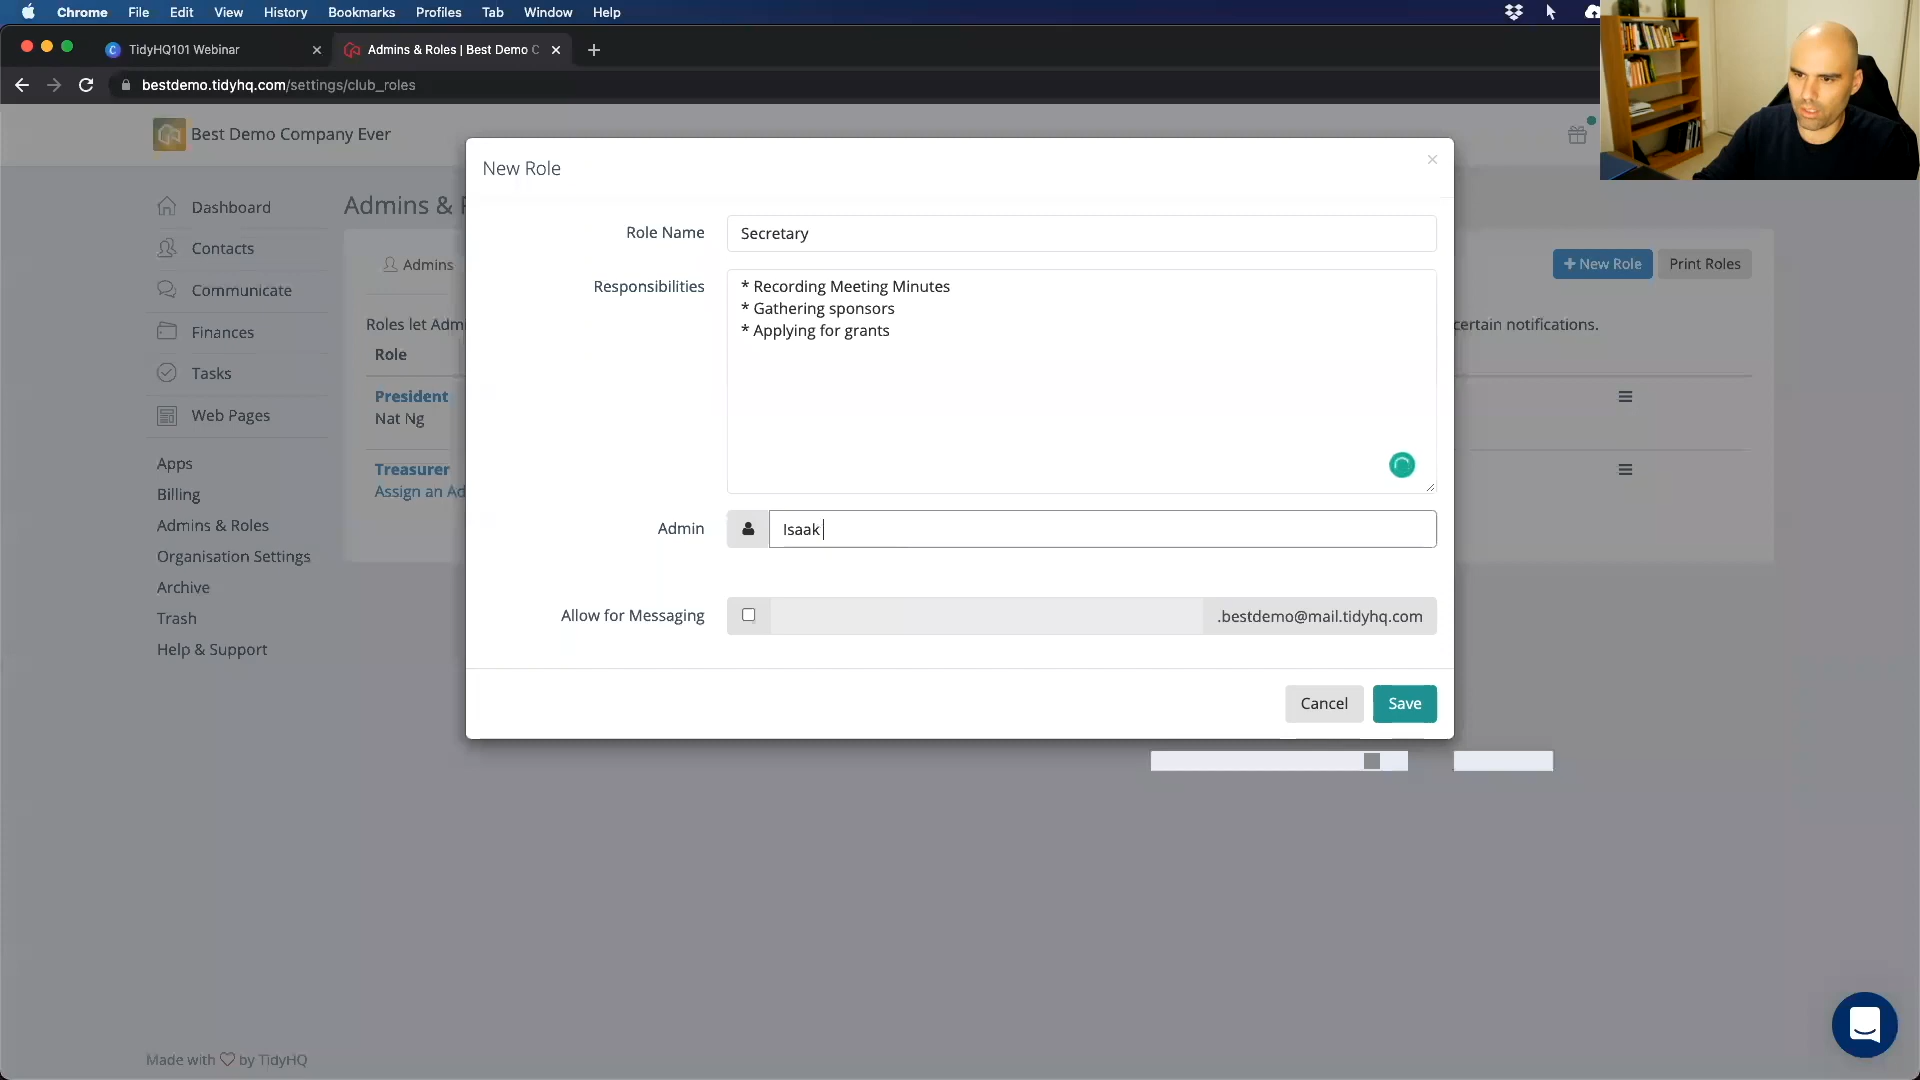 Chrome File Edit View History Bookmarks Profiles Tab Window Help
TidyHQ101 Webinar
Admins & Roles | Best Demo C
bestdemo.tidyhq.com/settings/club_roles
Best Demo Company Ever
Dashboard
Contacts
Communicate
Finances
Tasks
Web Pages
Apps
Billing
Admins & Roles
Organisation Settings
Archive
Trash
Help & Support
Made with ♡ by TidyHQ
Admins & R
Admins
+ New Role
Print Roles
Roles let Adm
certain notifications.
Role
President
Nat Ng
Treasurer
Assign an Ad
New Role
×
Role Name
Secretary
Responsibilities
* Recording Meeting Minutes
* Gathering sponsors
* Applying for grants
Admin
Isaak
Allow for Messaging
.bestdemo@mail.tidyhq.com
Cancel
Save